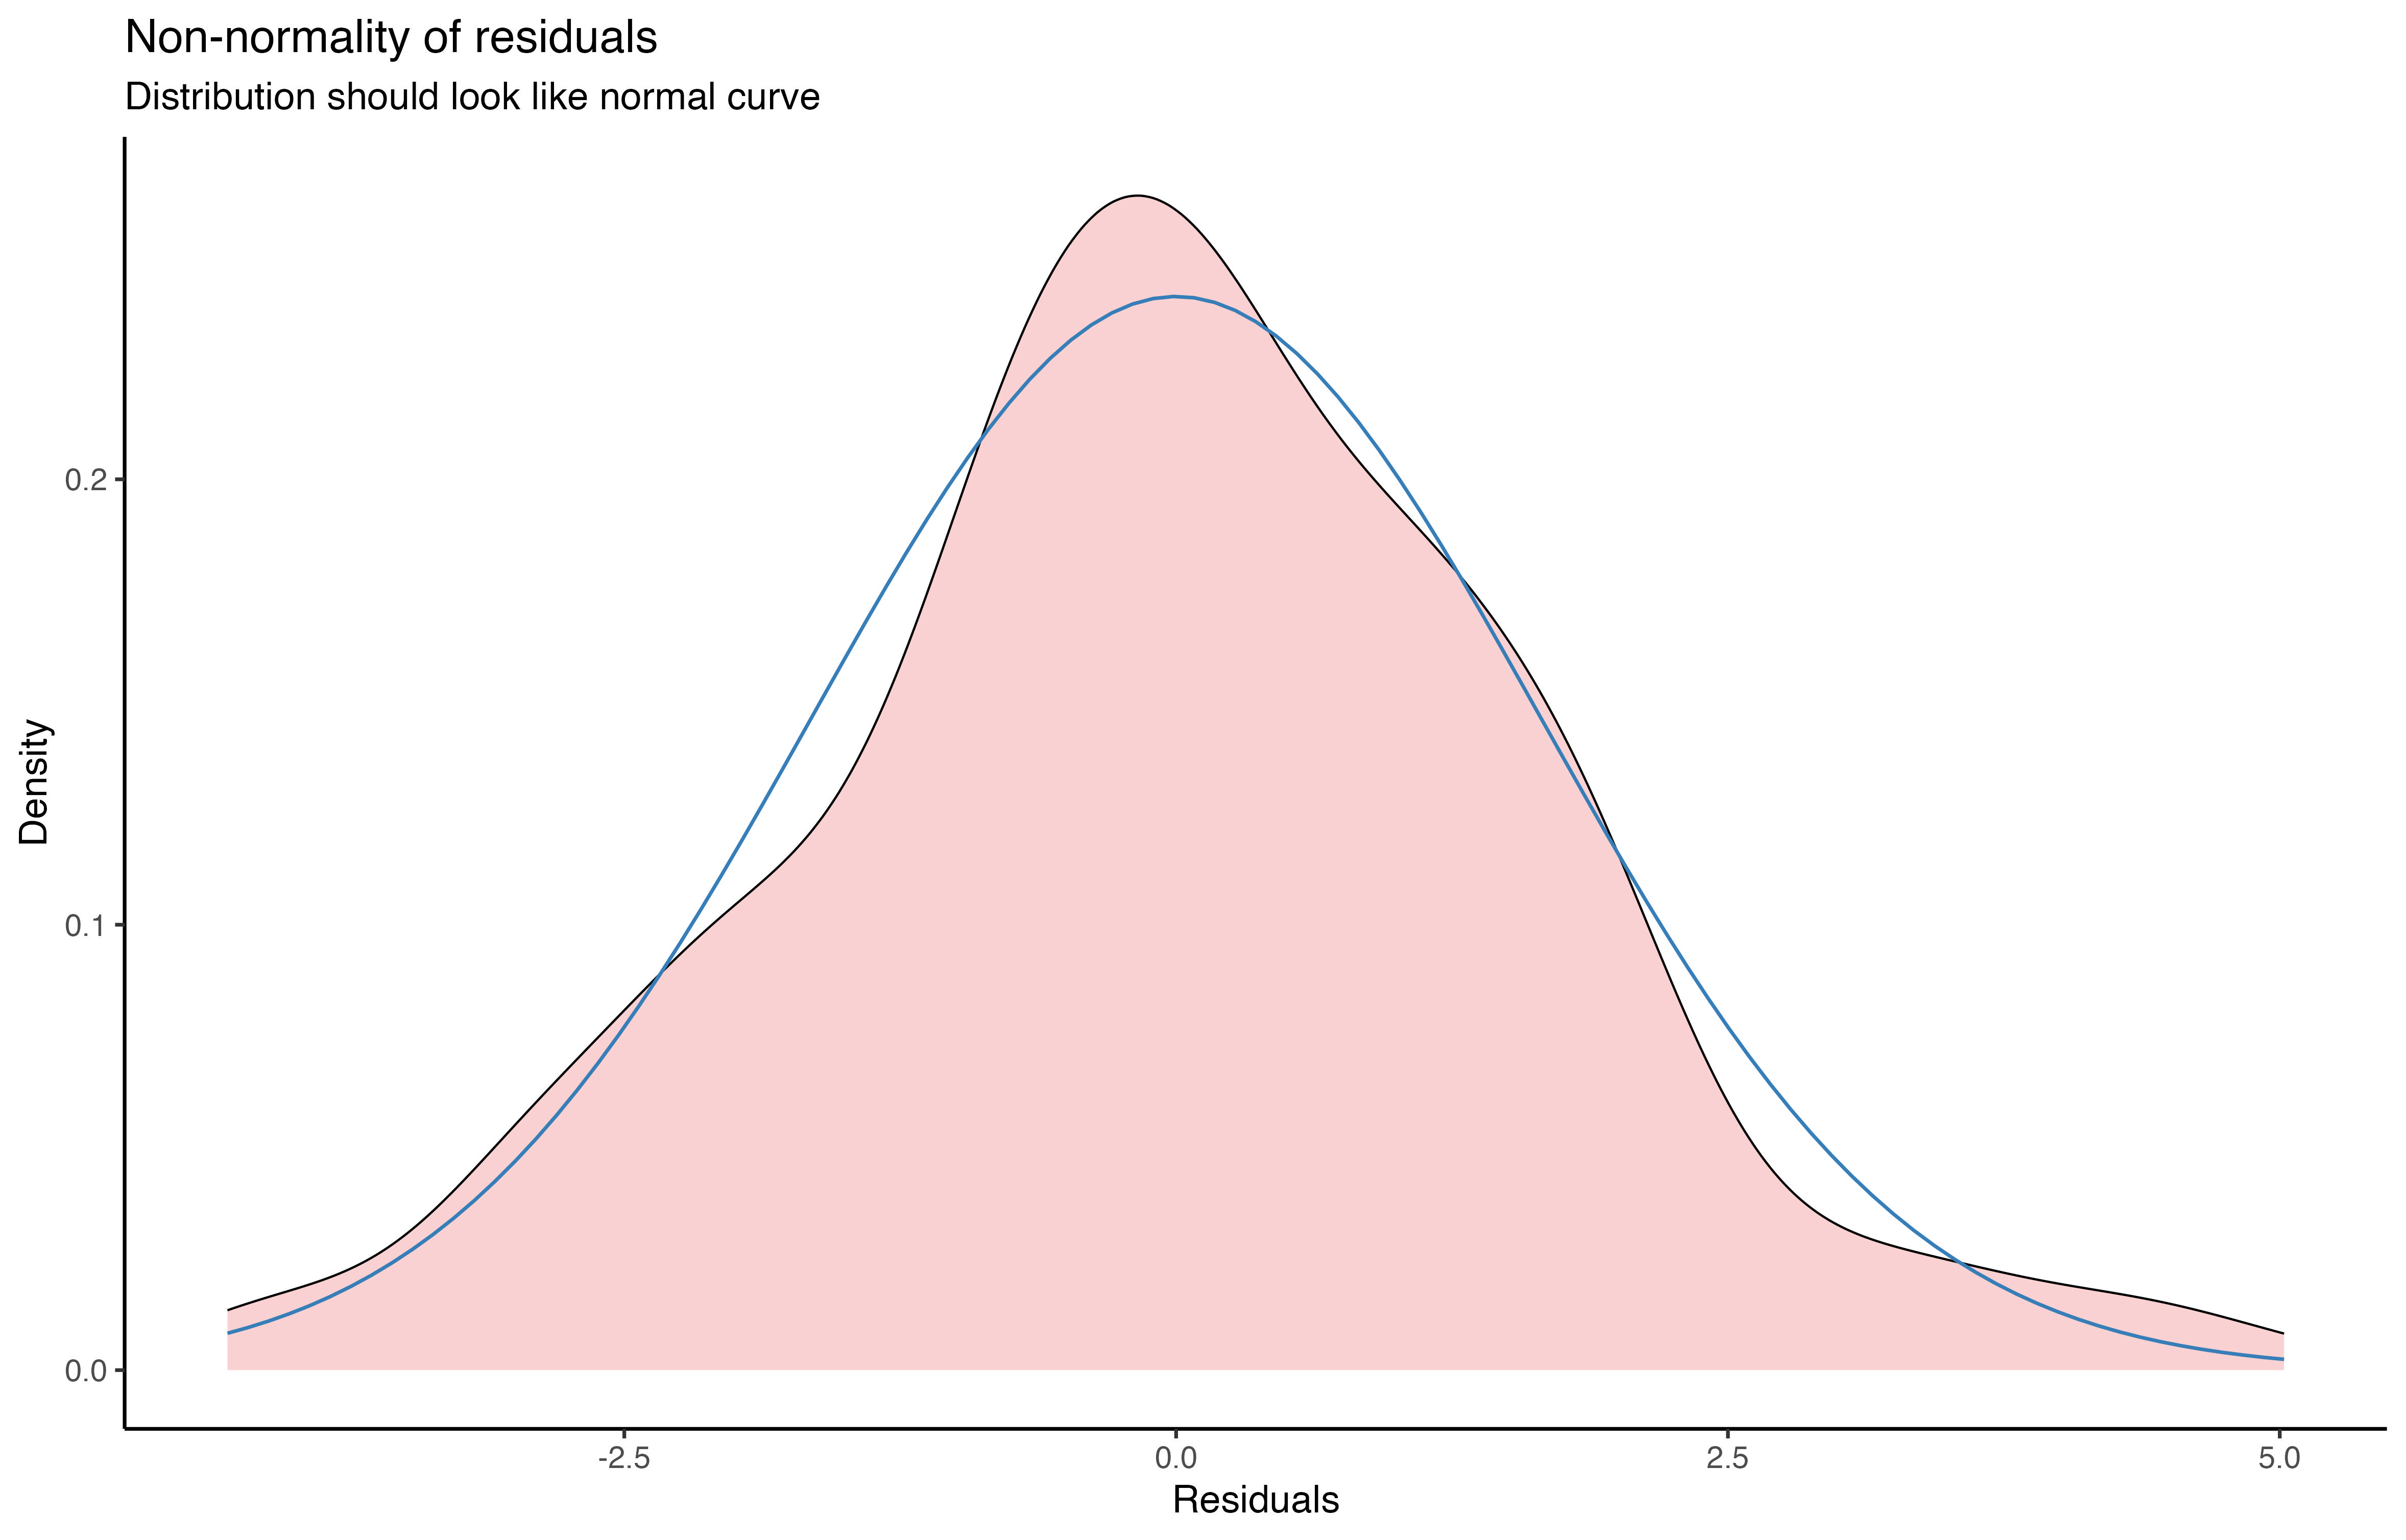 Non-normality of residuals
Distribution should look like normal curve
Density
0.2
0.1
0.0
-2.5
0.0
2.5
5.0
Residuals